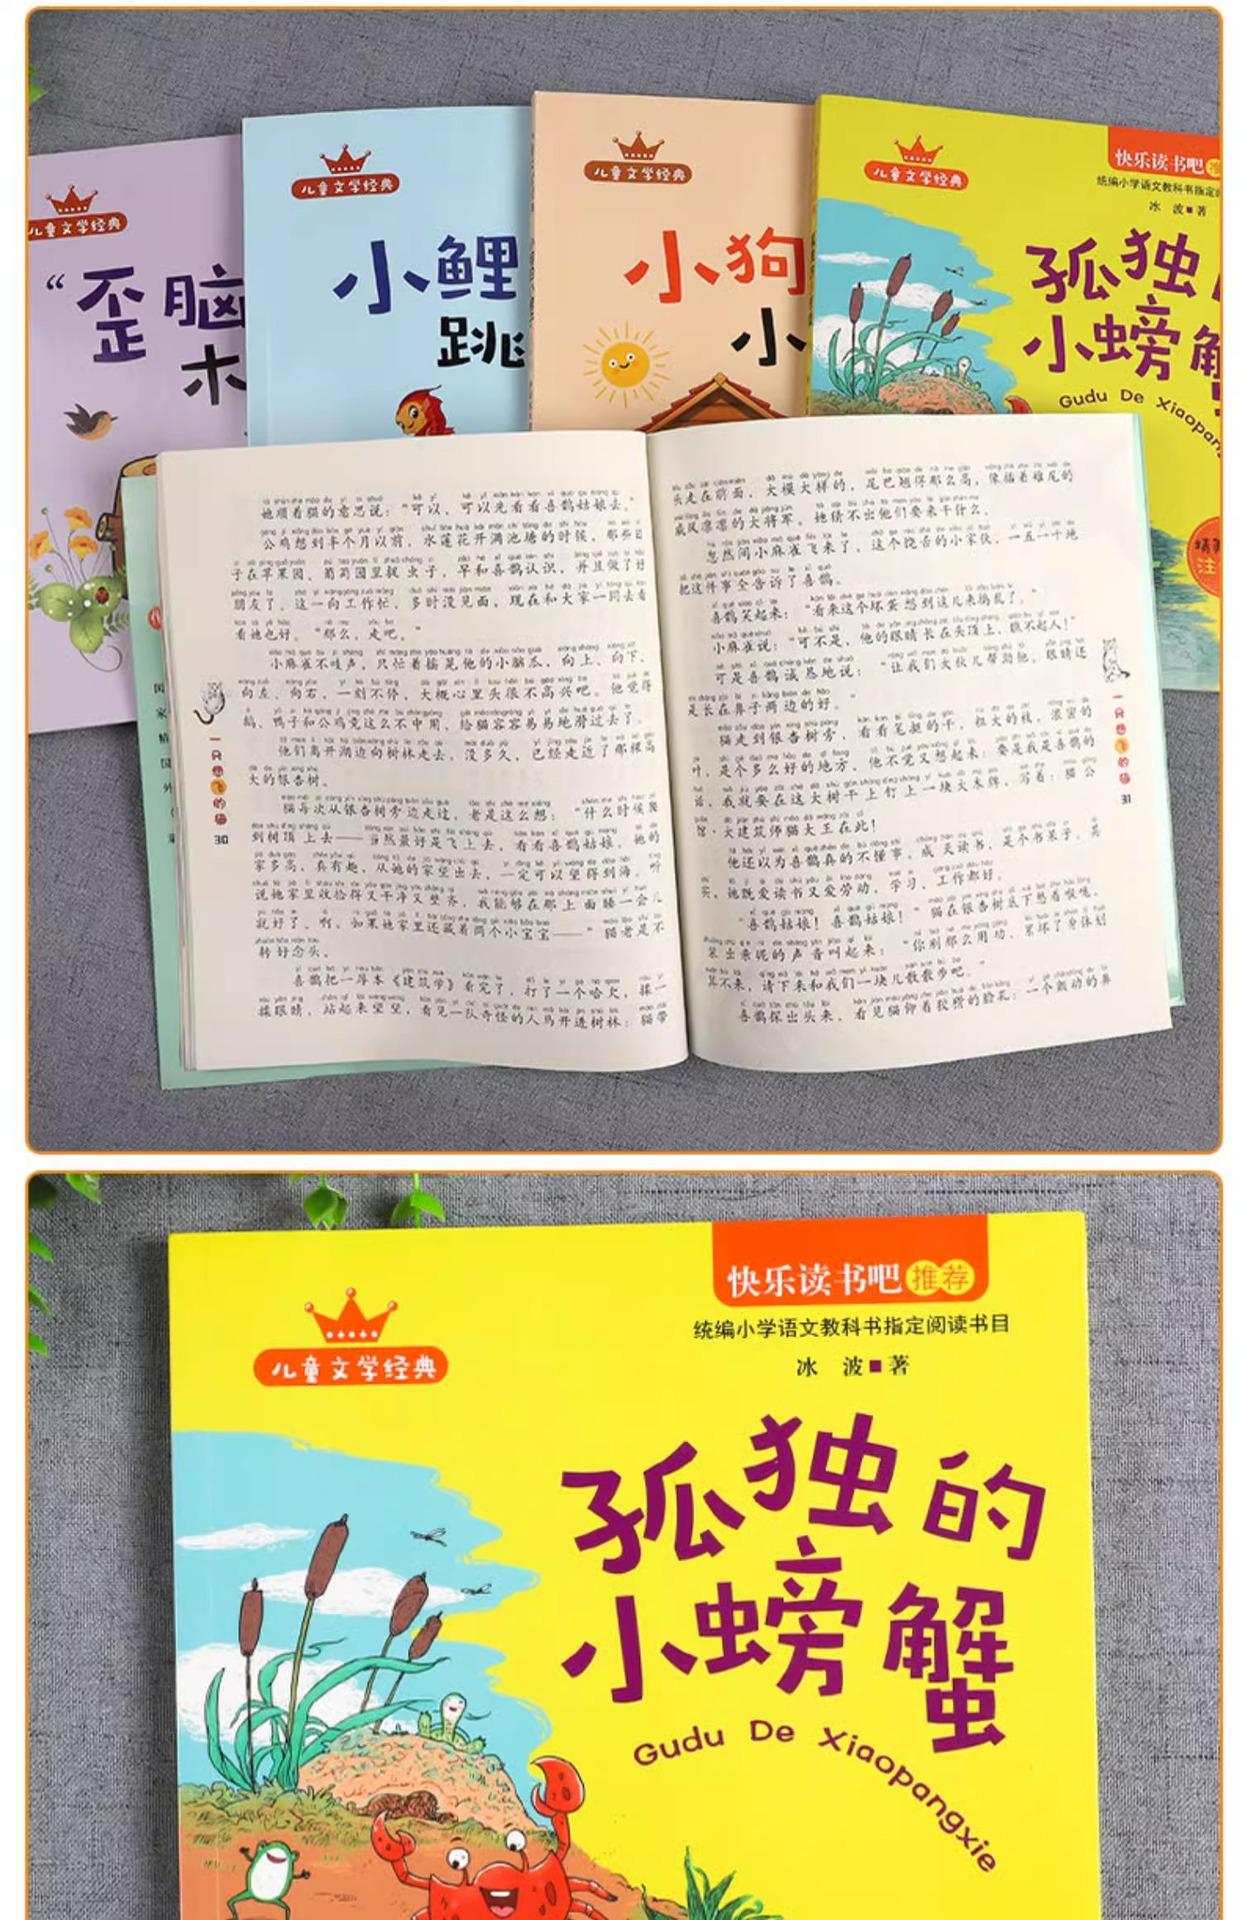 儿童文学经典
“歪脑
木
儿童文学经典
小鲤
跳
儿童文学经典
小狗
小
快乐读书吧
儿童文学经典
统编小学语文教科书指定
冰 波■著
孤独
小螃蟹
Gudu De Xiaopang
她顺着猫的意思说：“可以，可以先看看喜鹊姑娘去。”
公鸡想到半个月以前，水莲花开满池塘的时候，那些日
子在苹果园、葡萄园里捉虫子，早和喜鹊认识，并且做了好
朋友了。这一向工作忙，多时没见面，现在和大家一同去看
看她也好。“那么，走吧。”
小麻雀不吱声，只忙着摇晃他的小脑瓜，向上、向下、
向左、向右，一刻不停，大概心里头很不高兴吧。他觉得
鹅、鸭子和公鸡竟这么不中用，给猫容容易易地滑过去了。
他们离开湖边向树林走去，没多久，已经走近了那棵高
大的银杏树。
猫每次从银杏树旁边走过，老是这么想：“什么时候爬
到树顶上去——当然最好是飞上去，看看喜鹊姑娘。她的
家多高，真有趣，从她的家望出去，一定可以望得到海。听
说她家里收拾得又干净又整齐，我能够在那上面睡一会儿
就好了。啊，如果她家里还藏着两个小宝宝——”猫老是不
转好念头。
喜鹊把一厚本《建筑学》看完了，打了一个哈欠，揉一
揉眼睛，站起来望望，看见一队奇怪的人马开进树林：猫带
一只想飞的猫
30
头走在前面，大模大样的，尾巴翘得那么高，像插着雉尾的
威风凛凛的大将军。她猜不出他们要来干什么。
忽然间小麻雀飞来了，这个饶舌的小家伙，一五一十地
把这件事全告诉了喜鹊。
喜鹊笑起来：“看来这个坏蛋想到这儿来捣乱了。”
小麻雀说：“可不是，他的眼睛长在头顶上，瞧不起人！”
可是喜鹊诚恳地说：“让我们大伙儿帮助他，眼睛还
是长在鼻子两边的好。
猫走到银杏树旁，看看笔挺的干，粗大的枝，浓密的
叶，是个多么好的地方，他不觉又想起来：要是我是喜鹊的
话，我就要在这大树干上钉上一块大木牌，写着：猫公
馆·大建筑师猫大王在此！
他还以为喜鹊真的不懂事，成天读书，是个书呆子，其
实，她既爱读书又爱劳动，学习、工作都好。
“喜鹊姑娘！喜鹊姑娘！”猫在银杏树底下憋着喉咙，
“你别那么用功，累坏了身体划
算不来，请下来和我们一块儿散散步吧。”
喜鹊探出头来，看见猫仰着狡猾的脸孔：一个颤动的鼻
一只想飞的猫
31
快乐读书吧 推荐
统编小学语文教科书指定阅读书目
冰 波■著
儿童文学经典
孤独的
小螃蟹
Gudu De Xiaopangxie